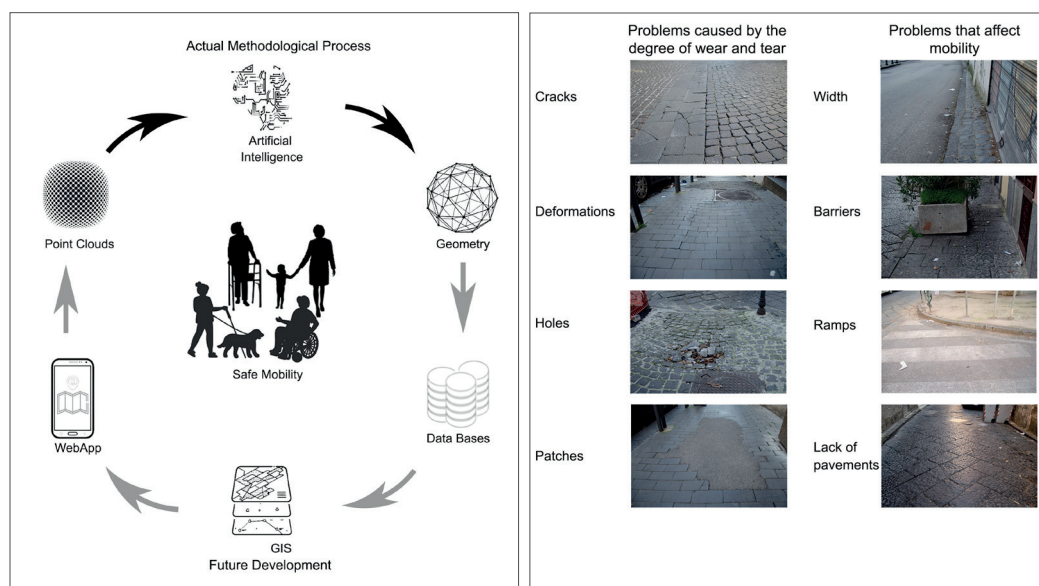 Actual Methodological Process
Artificial
Intelligence
Point Clouds
Geometry
Safe Mobility
WebApp
Data Bases
GIS
Future Development
Problems caused by the
degree of wear and tear
Problems that affect
mobility
Cracks
Width
Deformations
Barriers
Holes
Ramps
Patches
Lack of
pavements